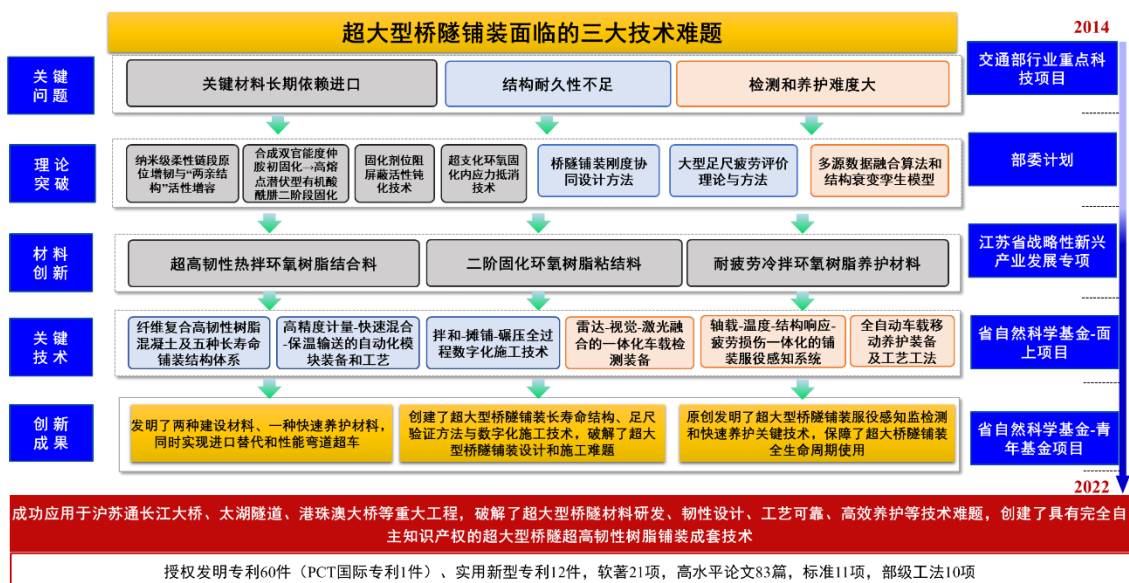 超大型桥隧铺装面临的三大技术难题
2014
关键
问题
关键材料长期依赖进口
结构耐久性不足
检测和养护难度大
交通部行业重点科
技项目
理论
突破
纳米级柔性链段原
位增韧与“两亲结
构”活性增容
合成双官能度仲
胺初固化→高熔
点潜伏型有机酸
酰肼二阶段固化
固化剂位阻
屏蔽活性钝
化技术
超支化环氧固
化内应力抵消
技术
桥隧铺装刚度协
同设计方法
大型足尺疲劳评价
理论与方法
多源数据融合算法和
结构衰变孪生模型
部委计划
材料
创新
超高韧性热拌环氧树脂结合料
二阶固化环氧树脂粘结料
耐疲劳冷拌环氧树脂养护材料
江苏省战略性新兴
产业发展专项
关键
技术
纤维复合高韧性树脂
混凝土及五种长寿命
铺装结构体系
高精度计量-快速混合
-保温输送的自动化模
块装备和工艺
拌和-摊铺-碾压全过
程数字化施工技术
雷达-视觉-激光融
合的一体化车载检
测装备
轴载-温度-结构响应-
疲劳损伤一体化的铺
装服役感知系统
全自动车载移
动养护装备
及工艺工法
省自然科学基金-面
上项目
创新
成果
发明了两种建设材料、一种快速养护材料，
同时实现进口替代和性能弯道超车
创建了超大型桥隧铺装长寿命结构、足尺
验证方法与数字化施工技术，破解了超大
型桥隧铺装设计和施工难题
原创发明了超大型桥隧铺装服役感知监检测
和快速养护关键技术，保障了超大桥隧铺装
全生命周期使用
省自然科学基金-青
年基金项目
2022
成功应用于沪苏通长江大桥、太湖隧道、港珠澳大桥等重大工程，破解了超大型桥隧材料研发、韧性设计、工艺可靠、高效养护等技术难题，创建了具有完全自
主知识产权的超大型桥隧超高韧性树脂铺装成套技术
授权发明专利60件（PCT国际专利1件）、实用新型专利12件，软著21项，高水平论文83篇，标准11项，部级工法10项